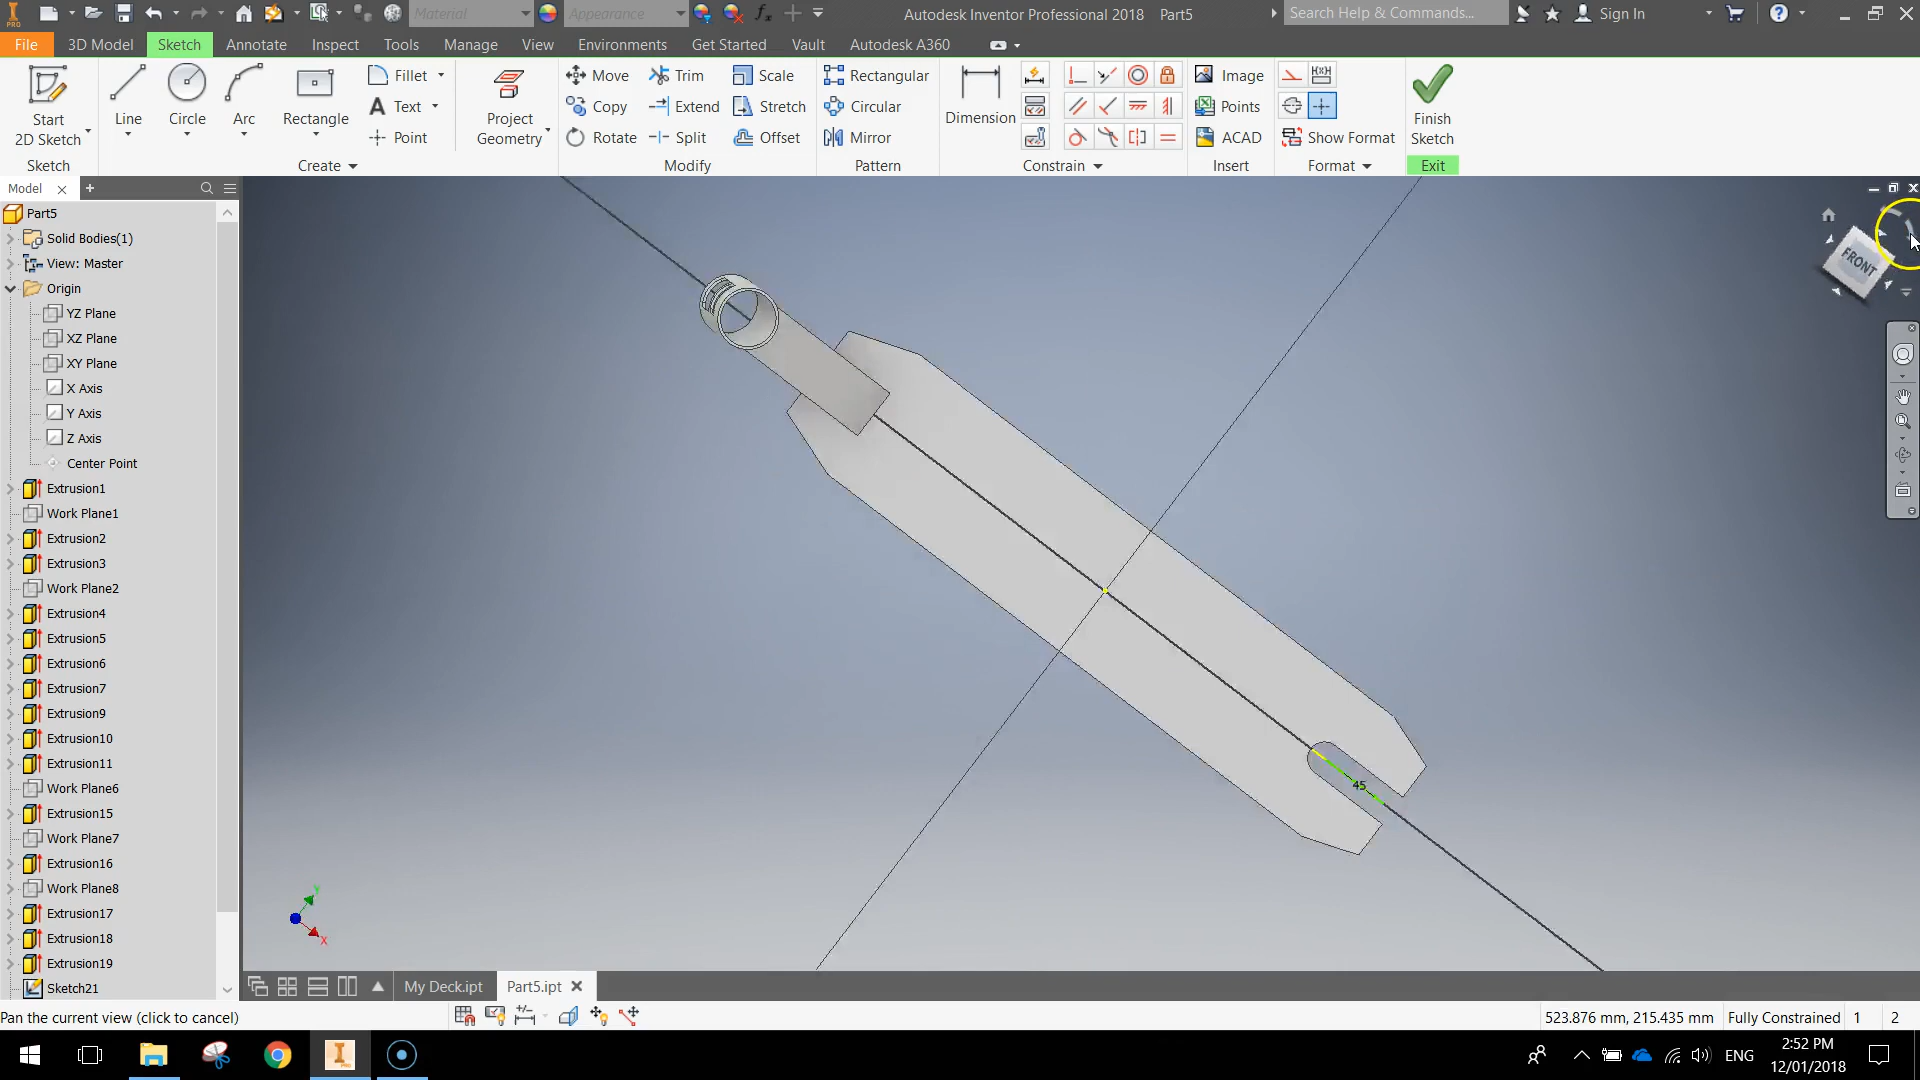 Material
Appearance
Autodesk Inventor Professional 2018 Part5
Search Help & Commands...
Sign In
PRO
File
3D Model
Sketch
Annotate
Inspect
Tools
Manage
View
Environments
Get Started
Vault
Autodesk A360
Start
2D Sketch
Line
Circle
Arc
Rectangle
Fillet
Text
Point
Project
Geometry
Move
Copy
Rotate
Trim
Extend
Split
Scale
Stretch
Offset
Rectangular
Circular
Mirror
Dimension
Image
Points
ACAD
Show Format
Finish
Sketch
Sketch
Create
Modify
Pattern
Constrain
Insert
Format
Exit
Model
Part5
Solid Bodies(1)
View: Master
Origin
YZ Plane
XZ Plane
XY Plane
X Axis
Y Axis
Z Axis
Center Point
Extrusion1
Work Plane1
Extrusion2
Extrusion3
Work Plane2
Extrusion4
Extrusion5
Extrusion6
Extrusion7
Extrusion9
Extrusion10
Extrusion11
Work Plane6
Extrusion15
Work Plane7
Extrusion16
Work Plane8
Extrusion17
Extrusion18
Extrusion19
Sketch21
FRONT
45
Y
X
My Deck.ipt
Part5.ipt
Pan the current view (click to cancel)
523.876 mm, 215.435 mm
Fully Constrained
1
2
ENG
2:52 PM
12/01/2018